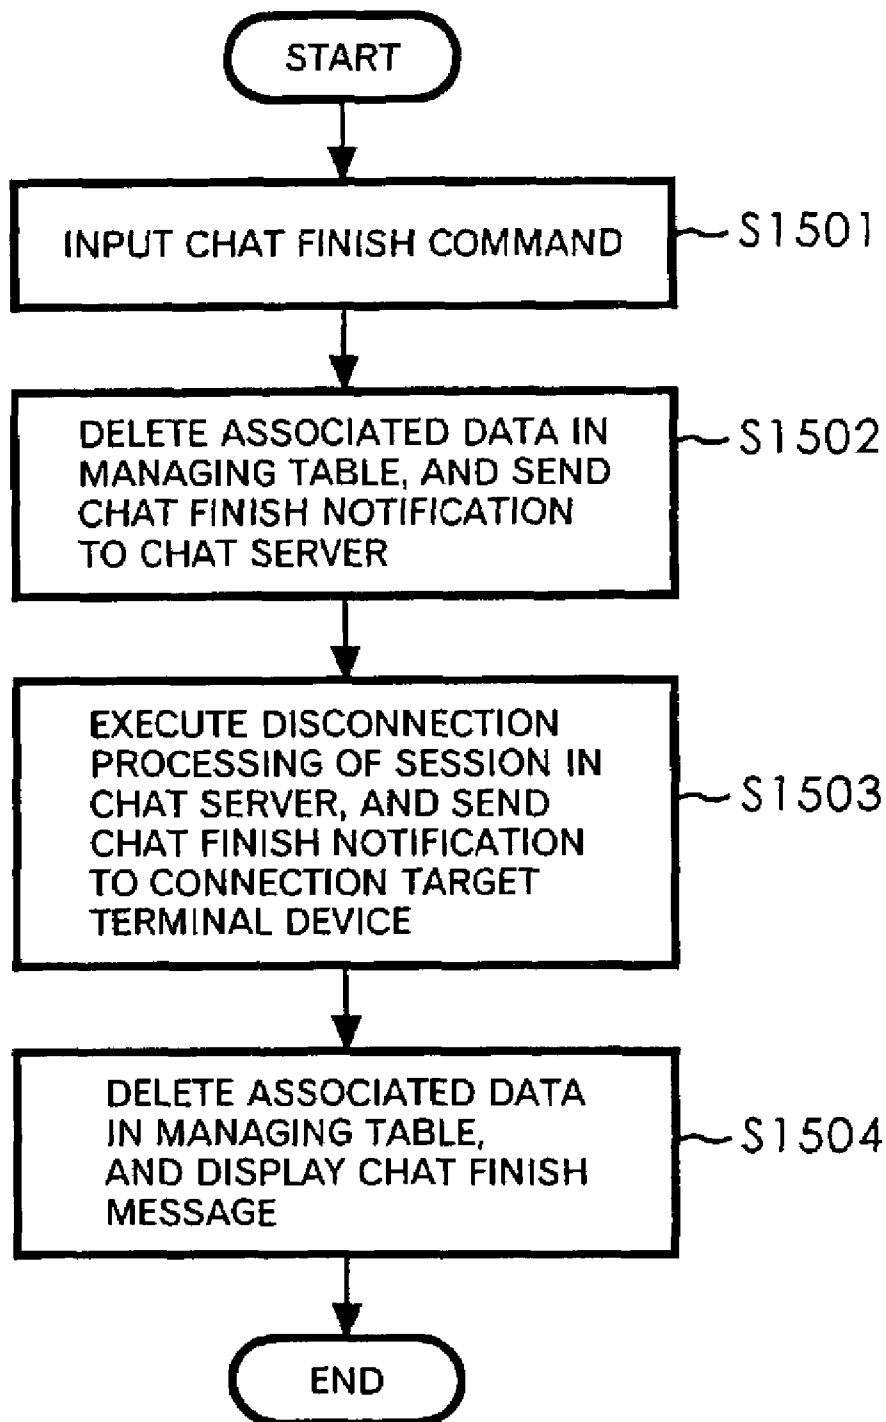 START
INPUT CHAT FINISH COMMAND
S1501
DELETE ASSOCIATED DATA IN
MANAGING TABLE, AND SEND
CHAT FINISH NOTIFICATION
TO CHAT SERVER
S1502
EXECUTE DISCONNECTION
PROCESSING OF SESSION IN
CHAT SERVER, AND SEND
CHAT FINISH NOTIFICATION
TO CONNECTION TARGET
TERMINAL DEVICE
S1503
DELETE ASSOCIATED DATA
IN MANAGING TABLE,
AND DISPLAY CHAT FINISH
MESSAGE
S1504
END